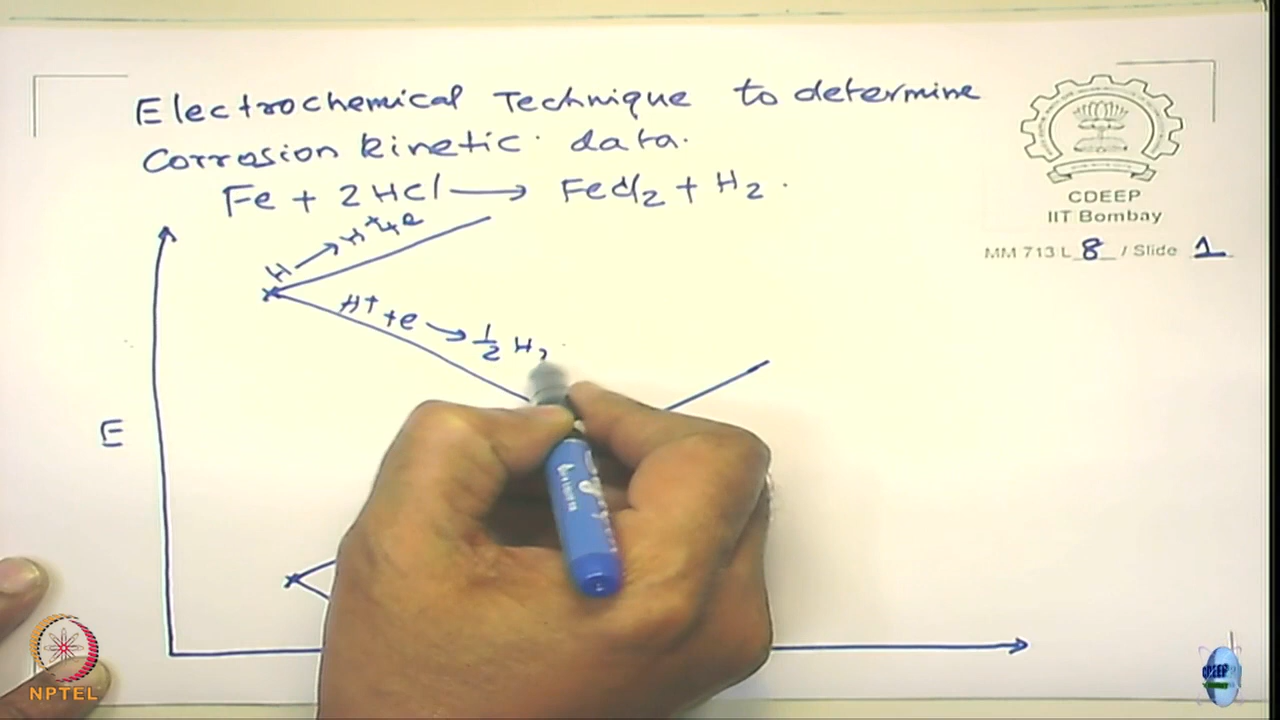 Electrochemical Technique to determine
Corrosion kinetic data.
Fe + 2HCl → FeCl2 + H2.
CDEEP
IIT Bombay
MM 713 L 8 / Slide 1
H → H+ + e
H+ + e → 1/2 H2
E
NPTEL
CDEEP